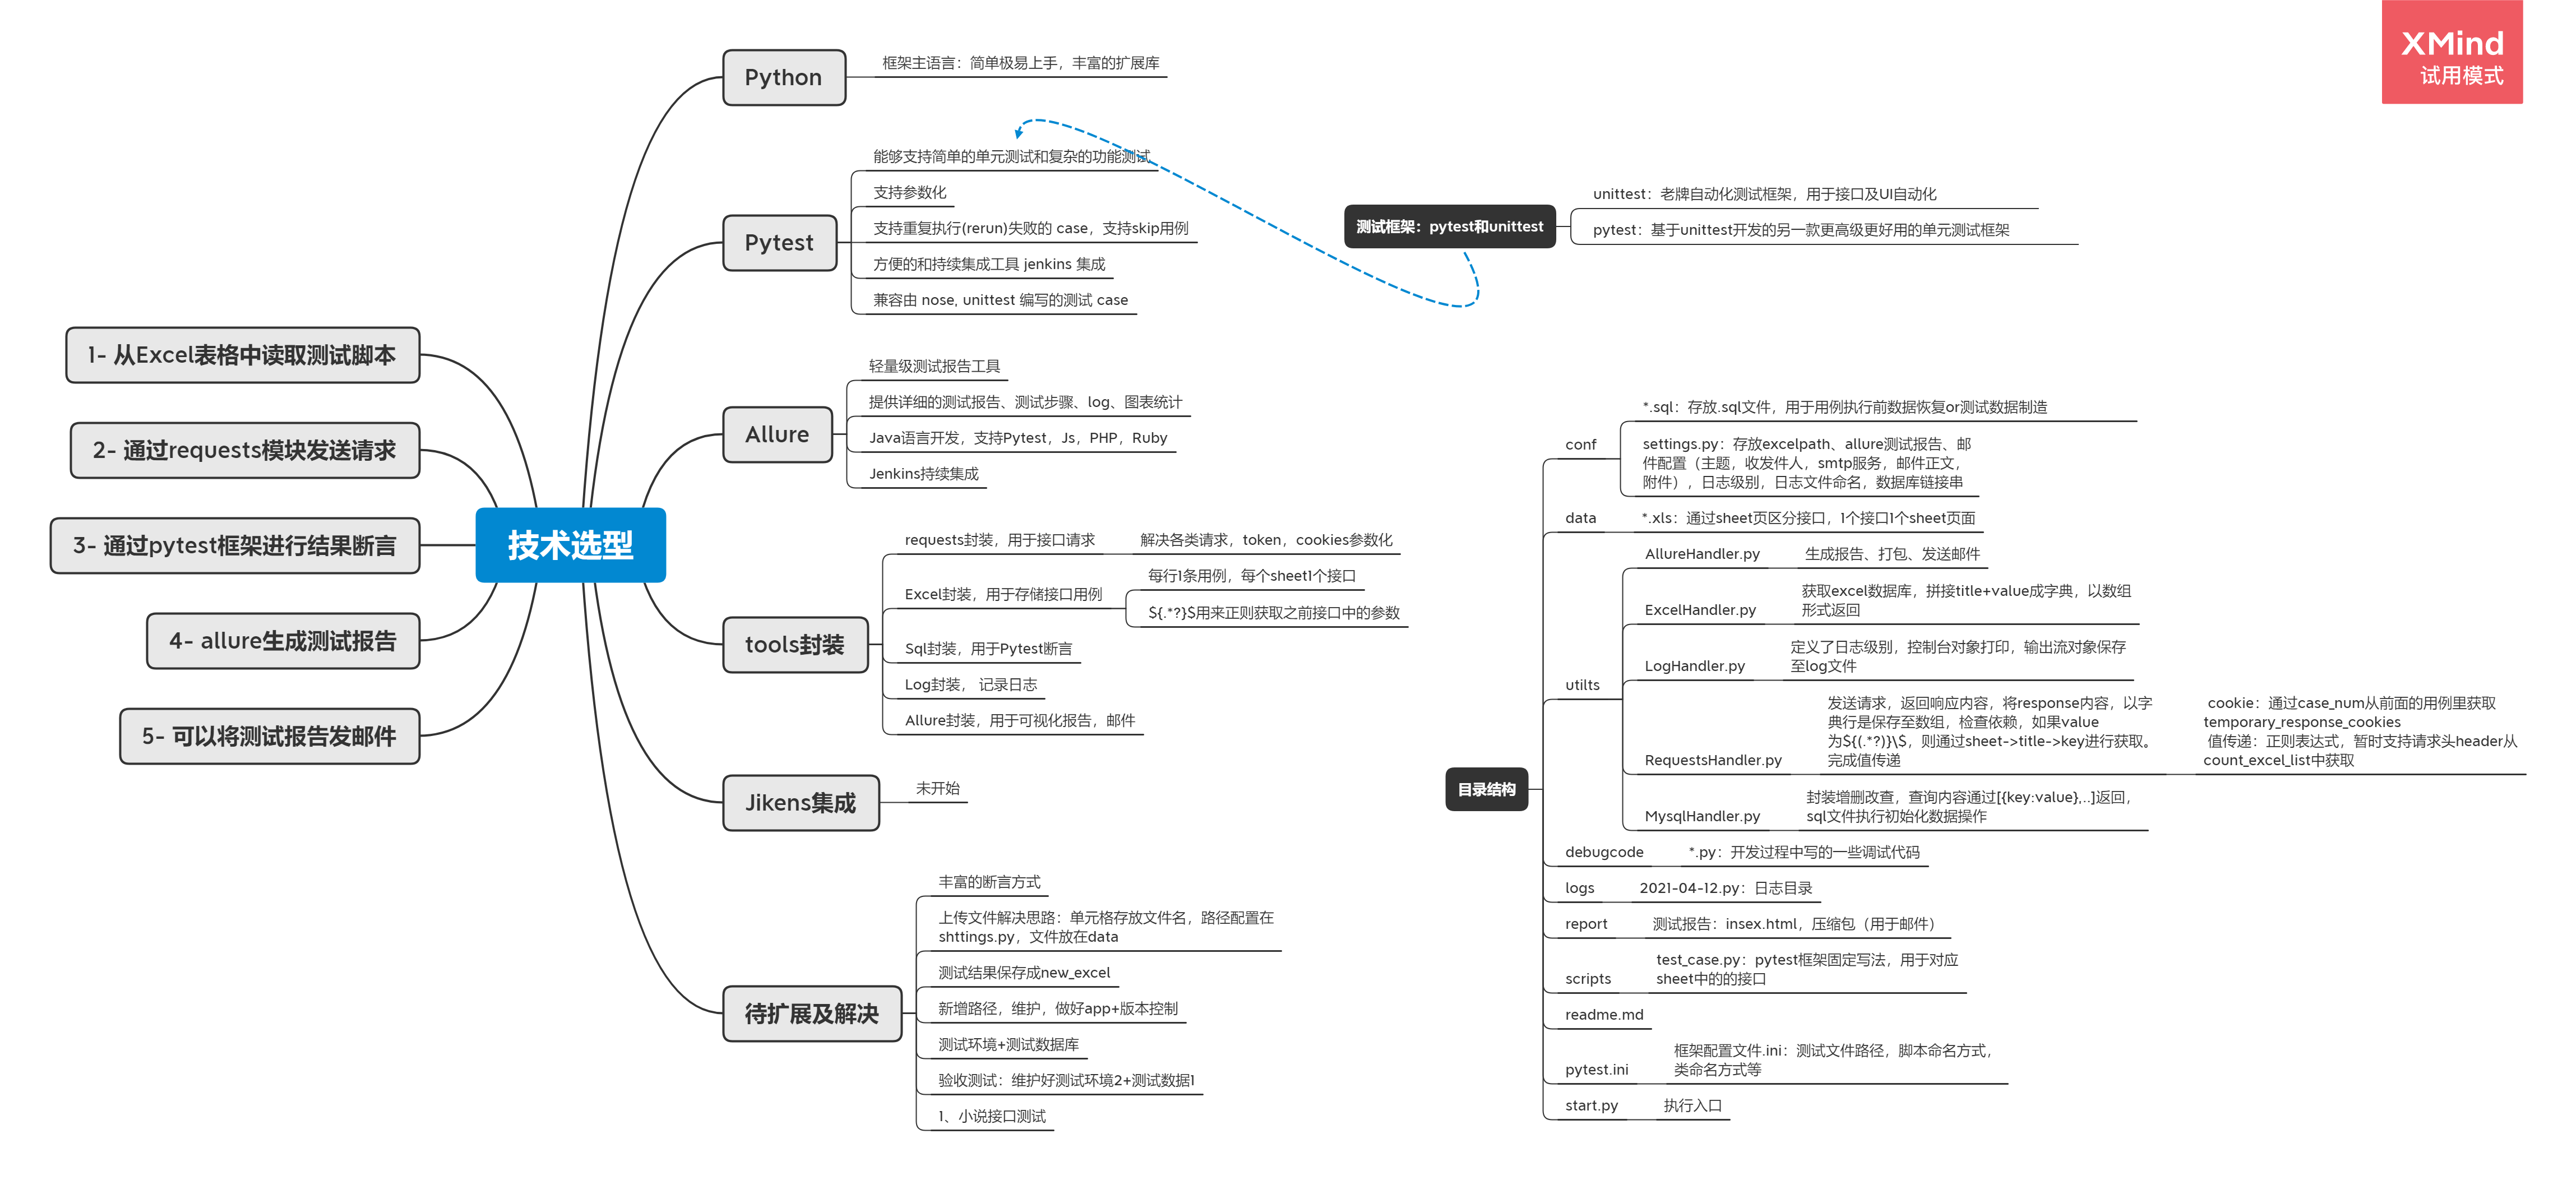 XMind
试用模式
技术选型
1- 从Excel表格中读取测试脚本
2- 通过requests模块发送请求
3- 通过pytest框架进行结果断言
4- allure生成测试报告
5- 可以将测试报告发邮件
Python
框架主语言：简单极易上手，丰富的扩展库
Pytest
能够支持简单的单元测试和复杂的功能测试
支持参数化
支持重复执行(rerun)失败的 case，支持skip用例
方便的和持续集成工具 jenkins 集成
兼容由 nose, unittest 编写的测试 case
Allure
轻量级测试报告工具
提供详细的测试报告、测试步骤、log、图表统计
Java语言开发，支持Pytest，Js，PHP，Ruby
Jenkins持续集成
tools封装
requests封装，用于接口请求
解决各类请求，token，cookies参数化
Excel封装，用于存储接口用例
每行1条用例，每个sheet1个接口
${.*?}$用来正则获取之前接口中的参数
Sql封装，用于Pytest断言
Log封装， 记录日志
Allure封装，用于可视化报告，邮件
Jikens集成
未开始
待扩展及解决
丰富的断言方式
上传文件解决思路：单元格存放文件名，路径配置在
shttings.py，文件放在data
测试结果保存成new_excel
新增路径，维护，做好app+版本控制
测试环境+测试数据库
验收测试：维护好测试环境2+测试数据1
1、小说接口测试
测试框架：pytest和unittest
unittest：老牌自动化测试框架，用于接口及UI自动化
pytest：基于unittest开发的另一款更高级更好用的单元测试框架
目录结构
conf
*.sql：存放.sql文件，用于用例执行前数据恢复or测试数据制造
settings.py：存放excelpath、allure测试报告、邮
件配置（主题，收发件人，smtp服务，邮件正文，
附件），日志级别，日志文件命名，数据库链接串
data
*.xls：通过sheet页区分接口，1个接口1个sheet页面
utilts
AllureHandler.py
生成报告、打包、发送邮件
ExcelHandler.py
获取excel数据库，拼接title+value成字典，以数组
形式返回
LogHandler.py
定义了日志级别，控制台对象打印，输出流对象保存
至log文件
RequestsHandler.py
发送请求，返回响应内容，将response内容，以字
典行是保存至数组，检查依赖，如果value
为${(.*?)}\$，则通过sheet->title->key进行获取。
完成值传递
cookie：通过case_num从前面的用例里获取
temporary_response_cookies
值传递：正则表达式，暂时支持请求头header从
count_excel_list中获取
MysqlHandler.py
封装增删改查，查询内容通过[{key:value},..]返回，
sql文件执行初始化数据操作
debugcode
*.py：开发过程中写的一些调试代码
logs
2021-04-12.py：日志目录
report
测试报告：insex.html，压缩包（用于邮件）
scripts
test_case.py：pytest框架固定写法，用于对应
sheet中的的接口
readme.md
pytest.ini
框架配置文件.ini：测试文件路径，脚本命名方式，
类命名方式等
start.py
执行入口